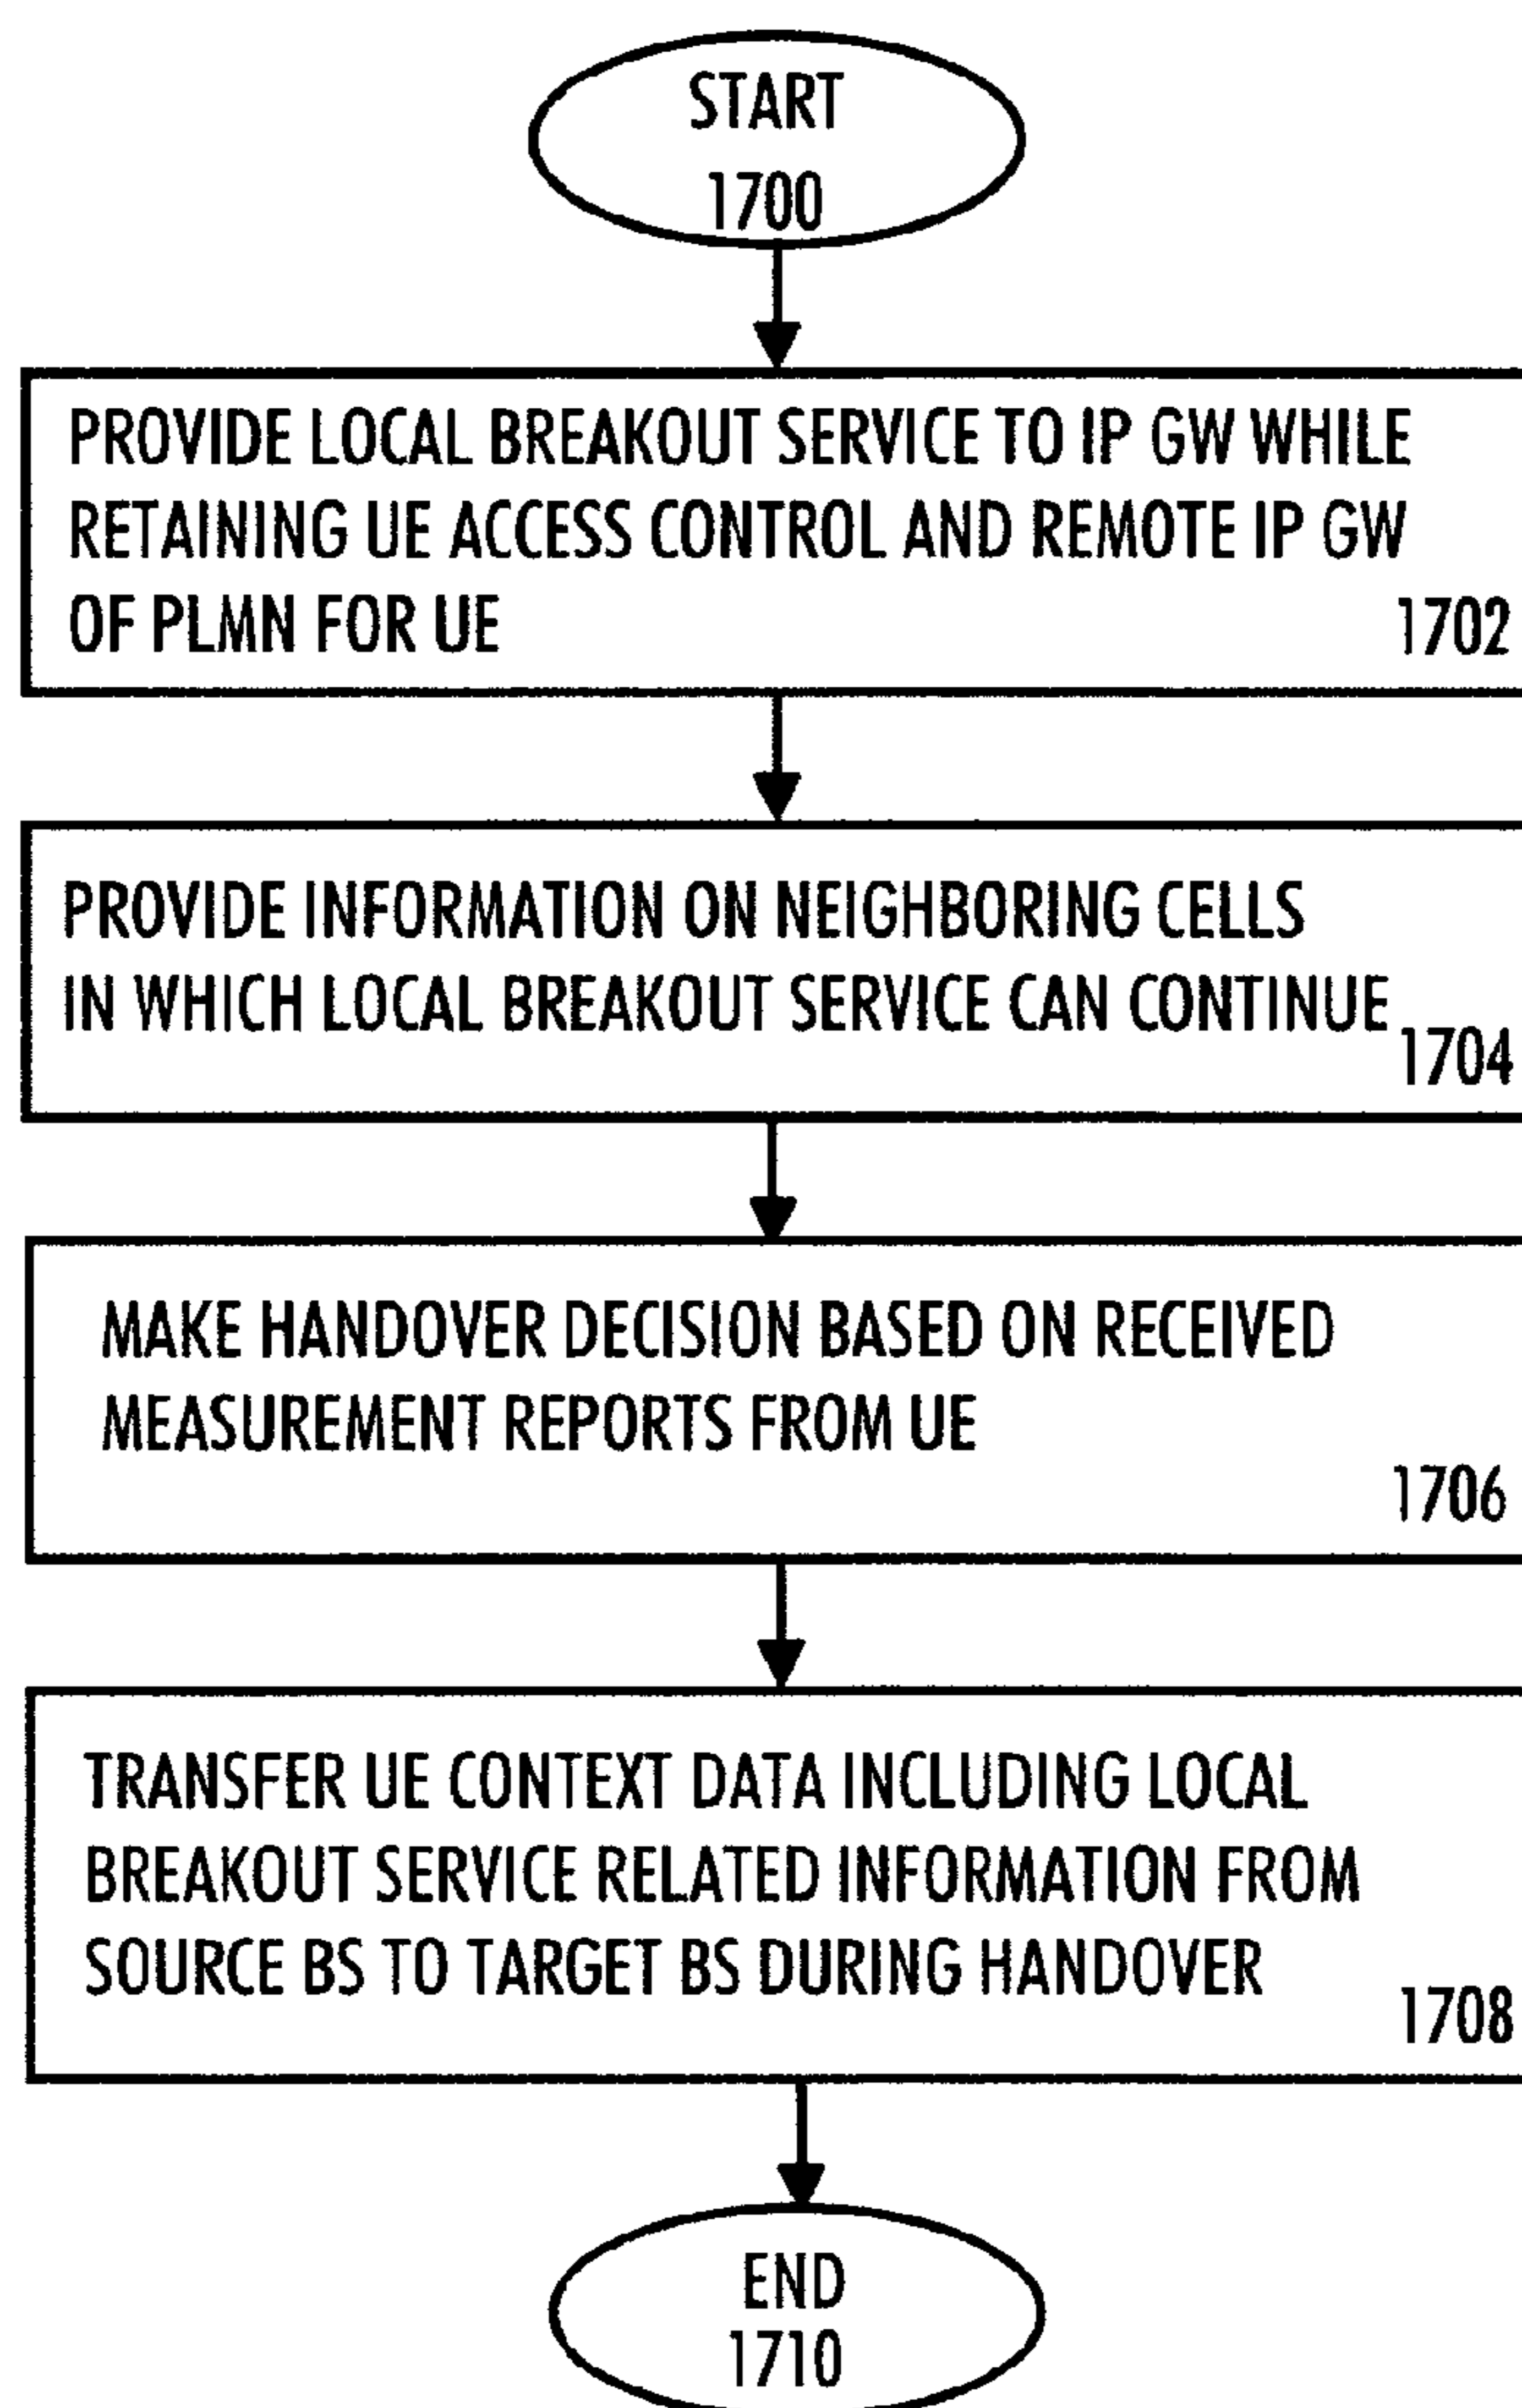 START
1700
PROVIDE LOCAL BREAKOUT SERVICE TO IP GW WHILE
RETAINING UE ACCESS CONTROL AND REMOTE IP GW
OF PLMN FOR UE 1702
PROVIDE INFORMATION ON NEIGHBORING CELLS
IN WHICH LOCAL BREAKOUT SERVICE CAN CONTINUE
1704
MAKE HANDOVER DECISION BASED ON RECEIVED
MEASUREMENT REPORTS FROM UE
1706
TRANSFER UE CONTEXT DATA INCLUDING LOCAL
BREAKOUT SERVICE RELATED INFORMATION FROM
SOURCE BS TO TARGET BS DURING HANDOVER
1708
END
1710